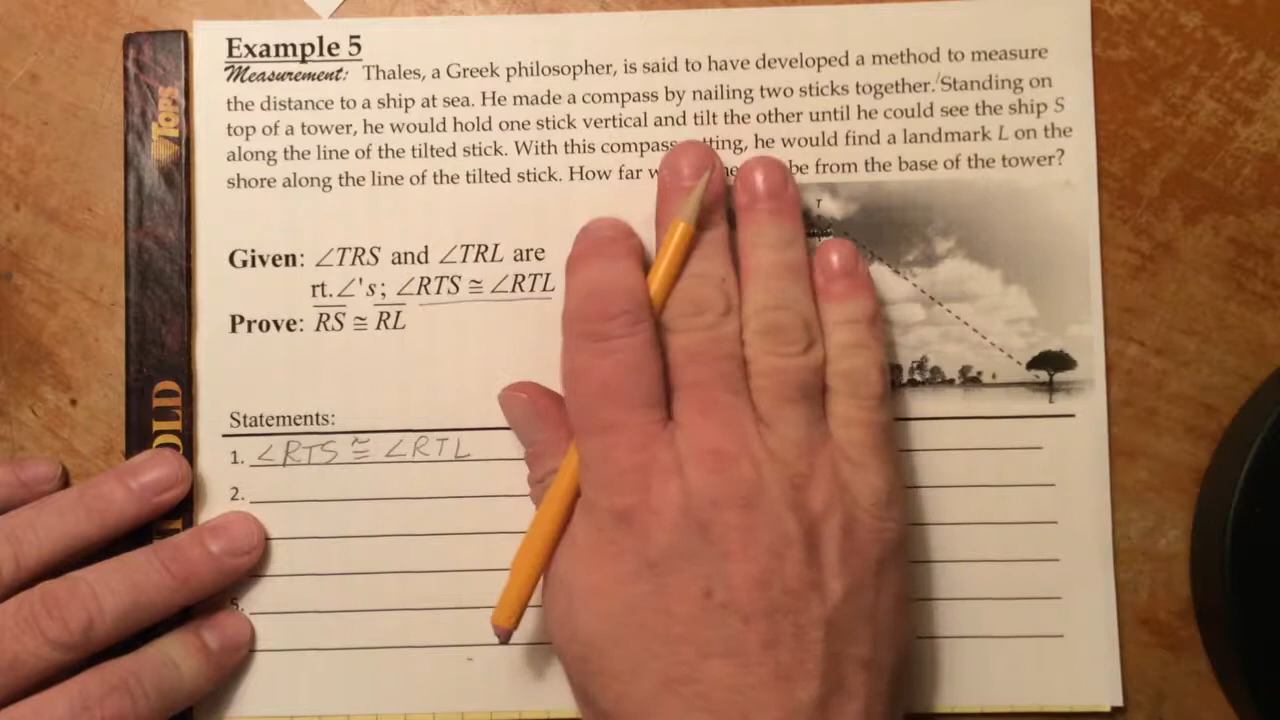 Example 5
Measurement: Thales, a Greek philosopher, is said to have developed a method to measure
the distance to a ship at sea. He made a compass by nailing two sticks together. Standing on
top of a tower, he would hold one stick vertical and tilt the other until he could see the ship S
along the line of the tilted stick. With this compass tting, he would find a landmark L on the
shore along the line of the tilted stick. How far be from the base of the tower?
T
Given: ∠TRS and ∠TRL are
rt.∠'s; ∠RTS ≅ ∠RTL
Prove: RS ≅ RL
Statements:
1. ∠RTS ≅ ∠RTL
2.
5.
TOPS
OLD